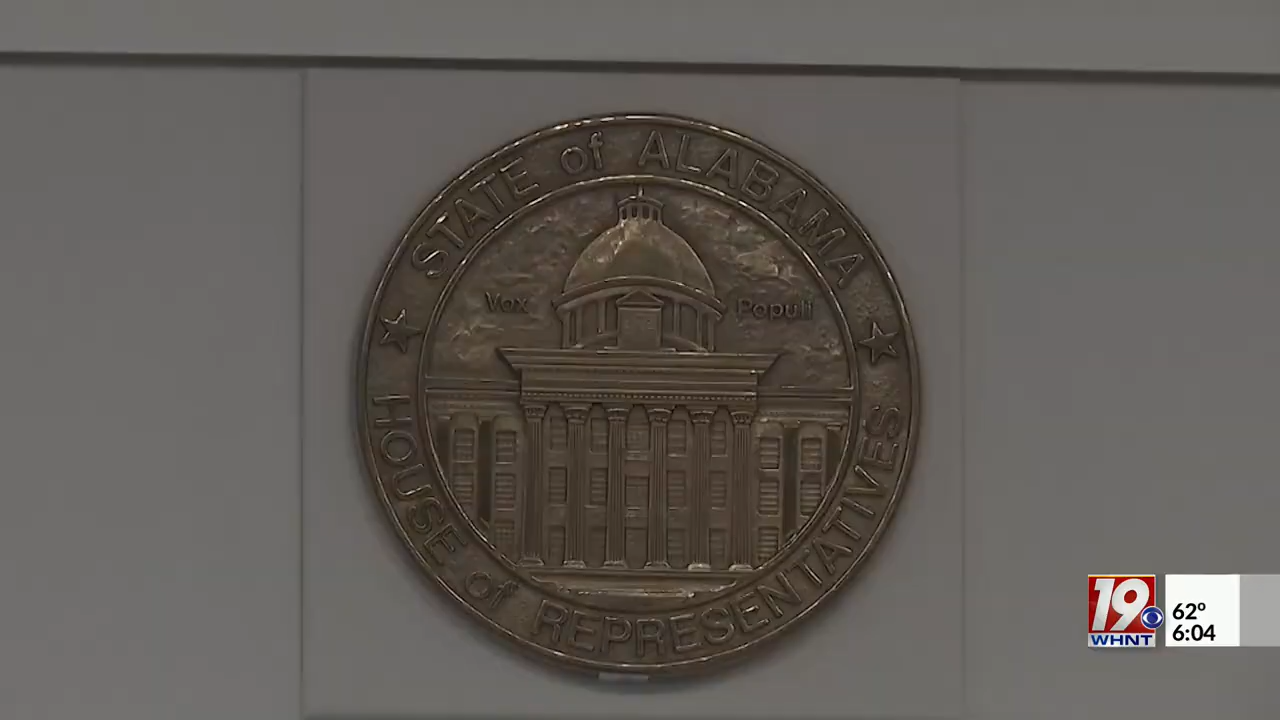 STATE of ALABAMA
Vox Populi
HOUSE of REPRESENTATIVES
19
WHNT
62°
6:04